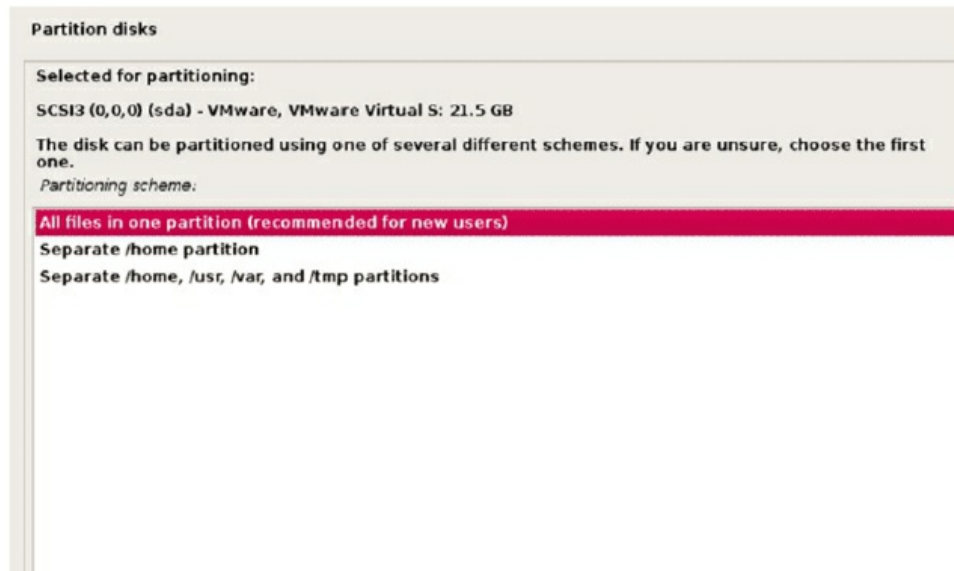 Partition disks
Selected for partitioning:
SCSI3 (0,0,0) (sda) - VMware, VMware Virtual S: 21.5 GB
The disk can be partitioned using one of several different schemes. If you are unsure, choose the first
one.
Partitioning scheme:
All files in one partition (recommended for new users)
Separate /home partition
Separate /home, /usr, /var, and /tmp partitions